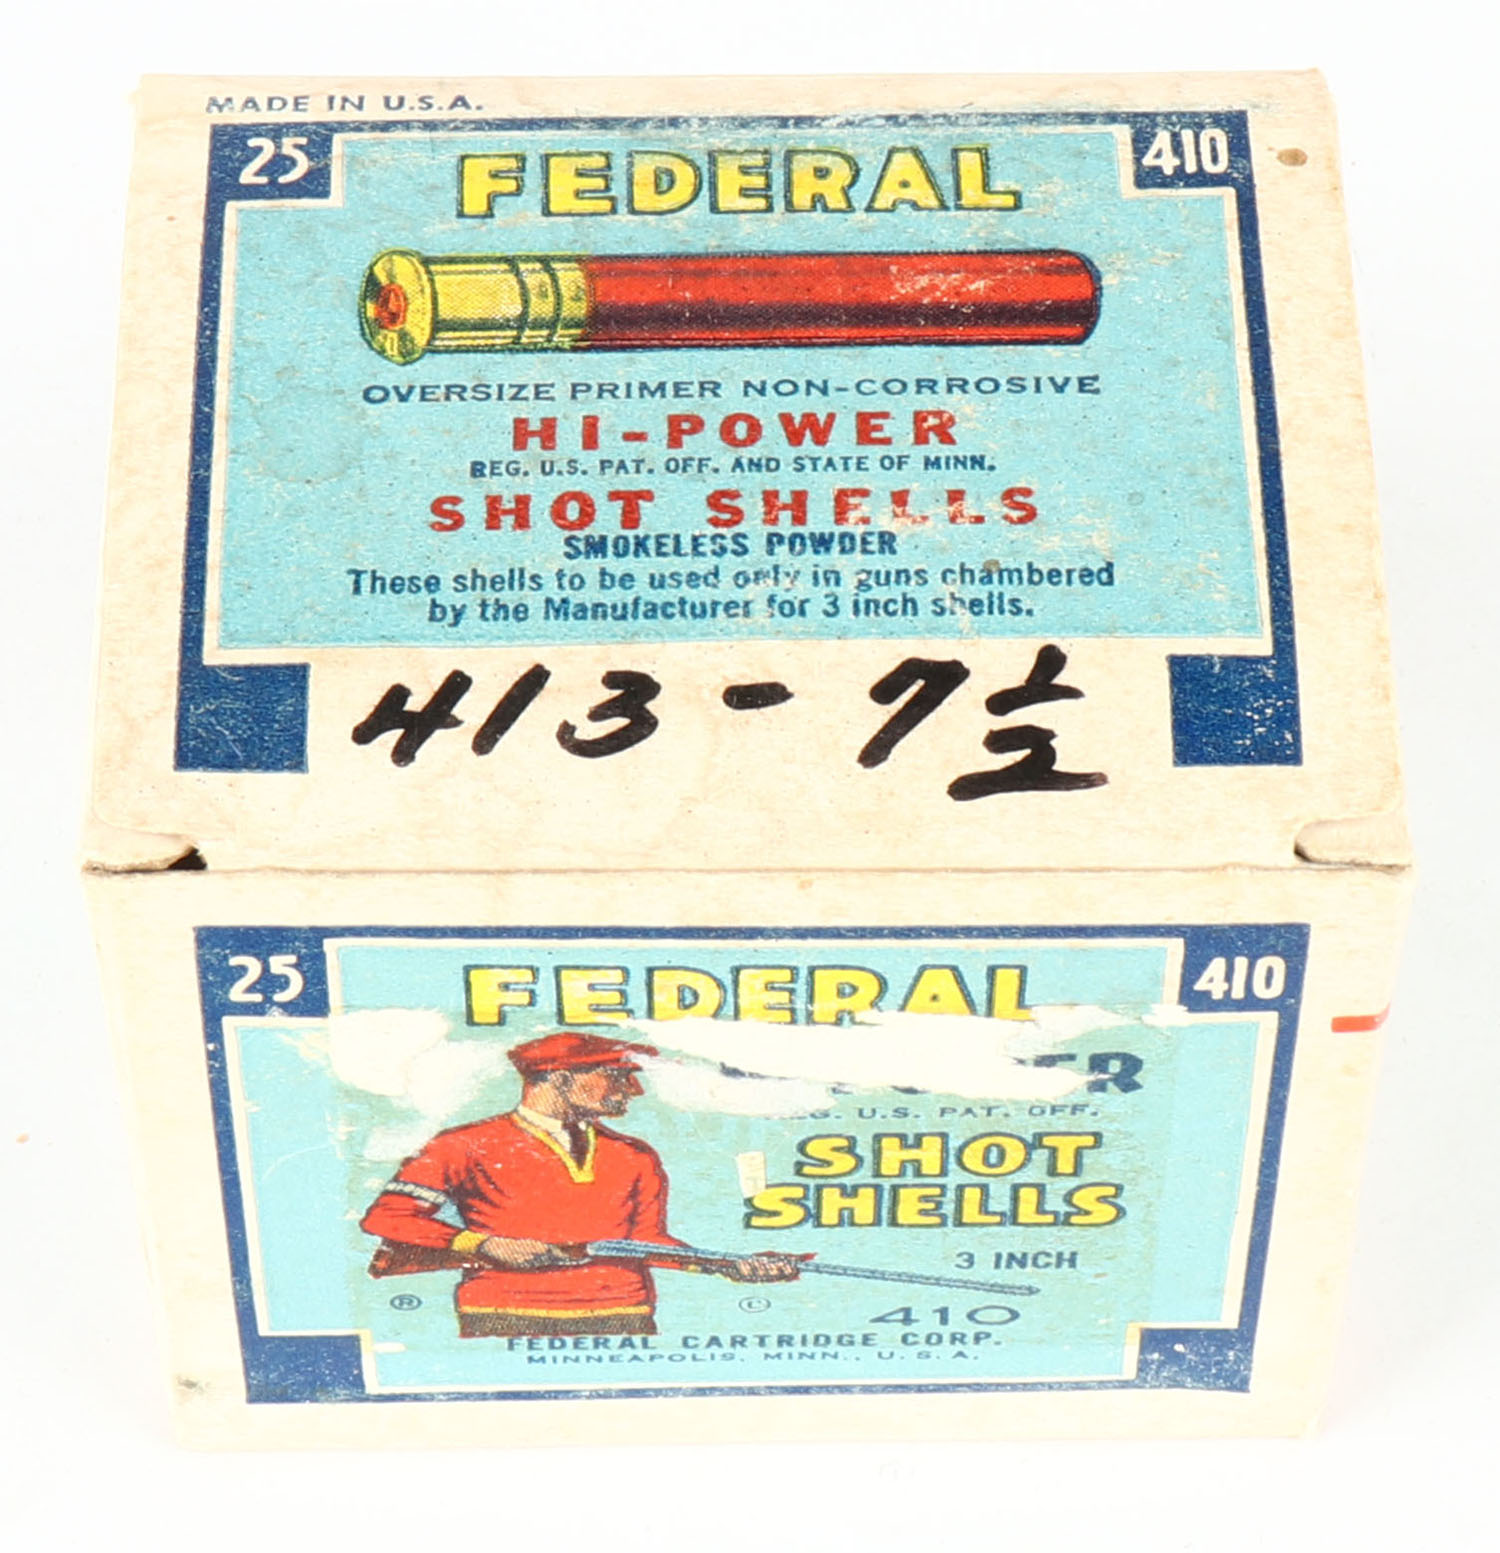 MADE IN U.S.A.
25 410
FEDERAL
OVERSIZE PRIMER NON-CORROSIVE
HI-POWER
REG. U.S. PAT. OFF. AND STATE OF MINN.
SHOT SHELLS
SMOKELESS POWDER
These shells to be used only in guns chambered
by the Manufacturer for 3 inch shells.
413 - 7 1/2
25 410
FEDERAL
U.S. PAT. OFF.
SHOT
SHELLS
3 INCH
® ©
410
FEDERAL CARTRIDGE CORP.
MINNEAPOLIS, MINN., U.S.A.